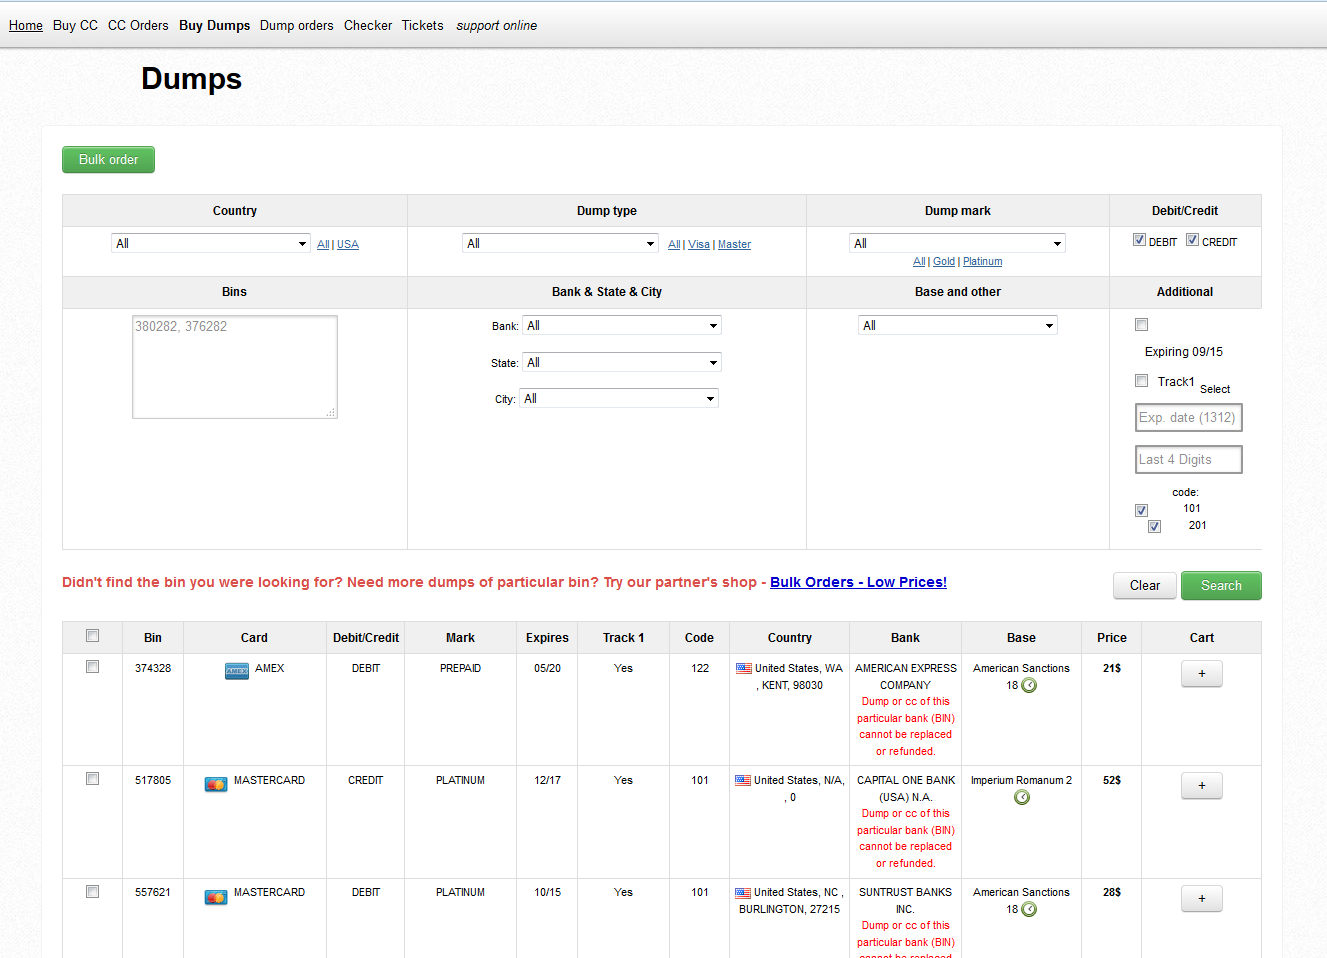 Home Buy CC CC Orders Buy Dumps Dump orders Checker Tickets support online
Dumps
Bulk order
Country Dump type Dump mark Debit/Credit
All All | USA All All | Visa | Master All DEBIT CREDIT
All | Gold | Platinum
Bins Bank & State & City Base and other Additional
380282, 376282
Bank: All
All
State: All
City: All
Expiring 09/15
Track1 Select
Exp. date (1312)
Last 4 Digits
code:
101
201
Didn't find the bin you were looking for? Need more dumps of particular bin? Try our partner's shop - Bulk Orders - Low Prices!
Clear Search
Bin Card Debit/Credit Mark Expires Track 1 Code Country Bank Base Price Cart
374328 AMEX AMEX DEBIT PREPAID 05/20 Yes 122 United States, WA AMERICAN EXPRESS American Sanctions 21$ +
, KENT, 98030 COMPANY 18
Dump or cc of this
particular bank (BIN)
cannot be replaced
or refunded.
517805 MASTERCARD CREDIT PLATINUM 12/17 Yes 101 United States, N/A, CAPITAL ONE BANK Imperium Romanum 2 52$ +
, 0 (USA) N.A.
Dump or cc of this
particular bank (BIN)
cannot be replaced
or refunded.
557621 MASTERCARD DEBIT PLATINUM 10/15 Yes 101 United States, NC , SUNTRUST BANKS American Sanctions 28$ +
BURLINGTON, 27215 INC. 18
Dump or cc of this
particular bank (BIN)
cannot be replaced